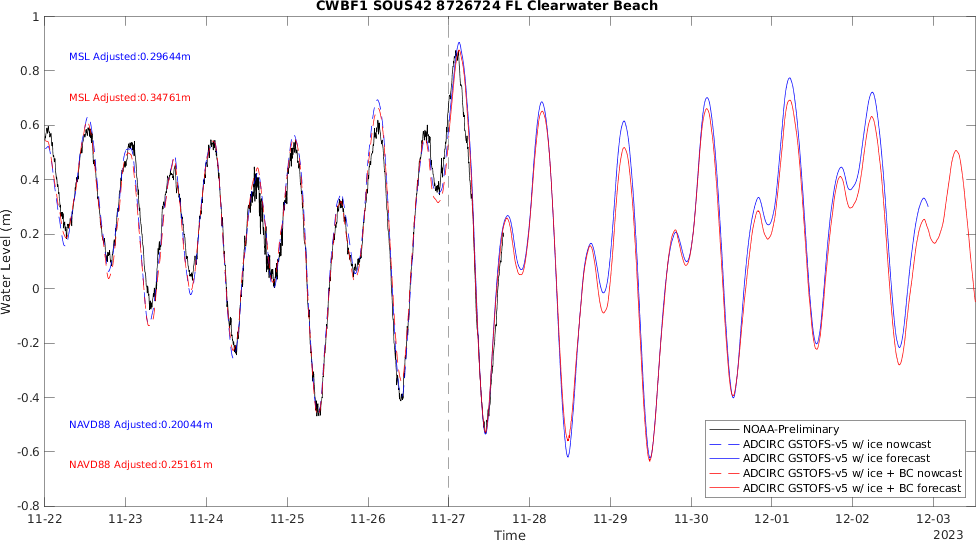 CWBF1 SOUS42 8726724 FL Clearwater Beach
MSL Adjusted:0.29644m
MSL Adjusted:0.34761m
NAVD88 Adjusted:0.20044m
NAVD88 Adjusted:0.25161m
Water Level (m)
1
0.8
0.6
0.4
0.2
0
-0.2
-0.4
-0.6
-0.8
NOAA-Preliminary
ADCIRC GSTOFS-v5 w/ ice nowcast
ADCIRC GSTOFS-v5 w/ ice forecast
ADCIRC GSTOFS-v5 w/ ice + BC nowcast
ADCIRC GSTOFS-v5 w/ ice + BC forecast
11-22 11-23 11-24 11-25 11-26 11-27 11-28 11-29 11-30 12-01 12-02 12-03
Time 2023